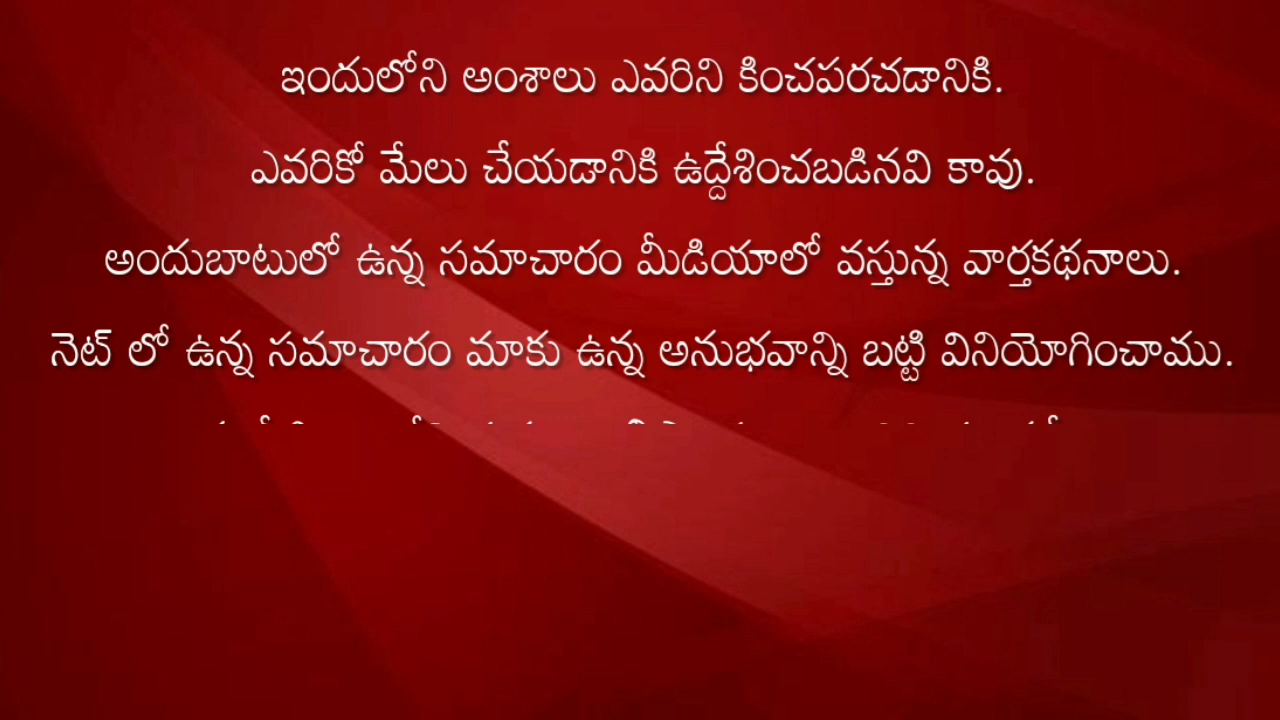 ఇందులోని అంశాలు ఎవరిని కించపరచడానికి.
ఎవరికో మేలు చేయడానికి ఉద్దేశించబడినవి కావు.
అందుబాటులో ఉన్న సమాచారం మీడియాలో వస్తున్న వార్తకథనాలు.
నెట్ లో ఉన్న సమాచారం మాకు ఉన్న అనుభవాన్ని బట్టి వినియోగించాము.